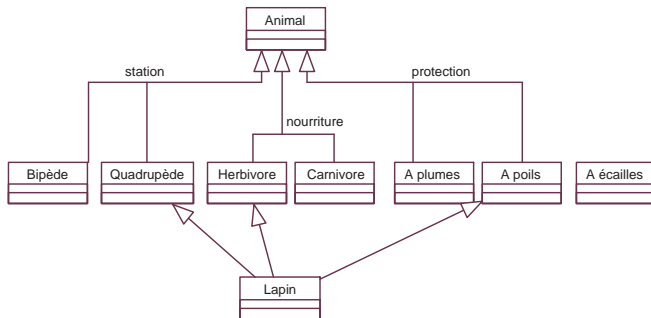 Animal
station
protection
nourriture
Bipède
Quadrupède
Herbivore
Carnivore
A plumes
A poils
A écailles
Lapin